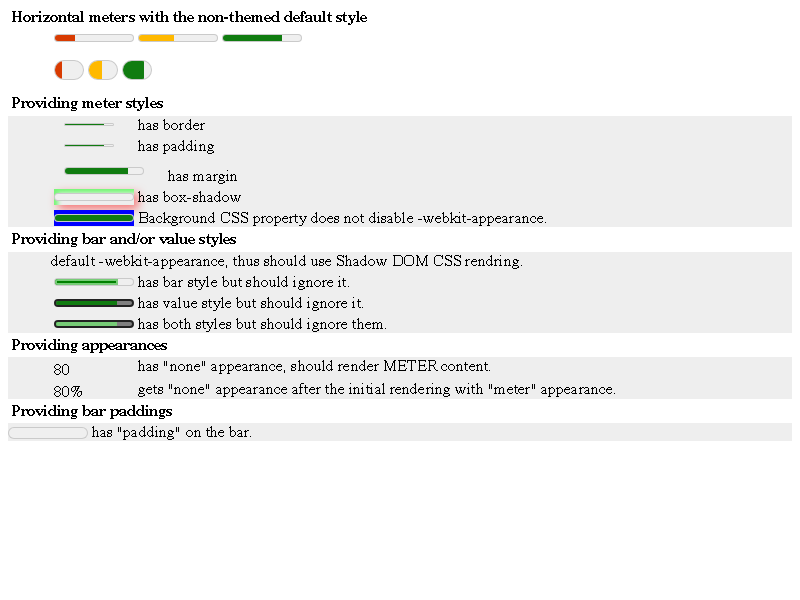 Horizontal meters with the non-themed default style
Providing meter styles
has border
has padding
has margin
has box-shadow
Background CSS property does not disable -webkit-appearance.
Providing bar and/or value styles
default -webkit-appearance, thus should use Shadow DOM CSS rendring.
has bar style but should ignore it.
has value style but should ignore it.
has both styles but should ignore them.
Providing appearances
80 has "none" appearance, should render METER content.
80% gets "none" appearance after the initial rendering with "meter" appearance.
Providing bar paddings
has "padding" on the bar.